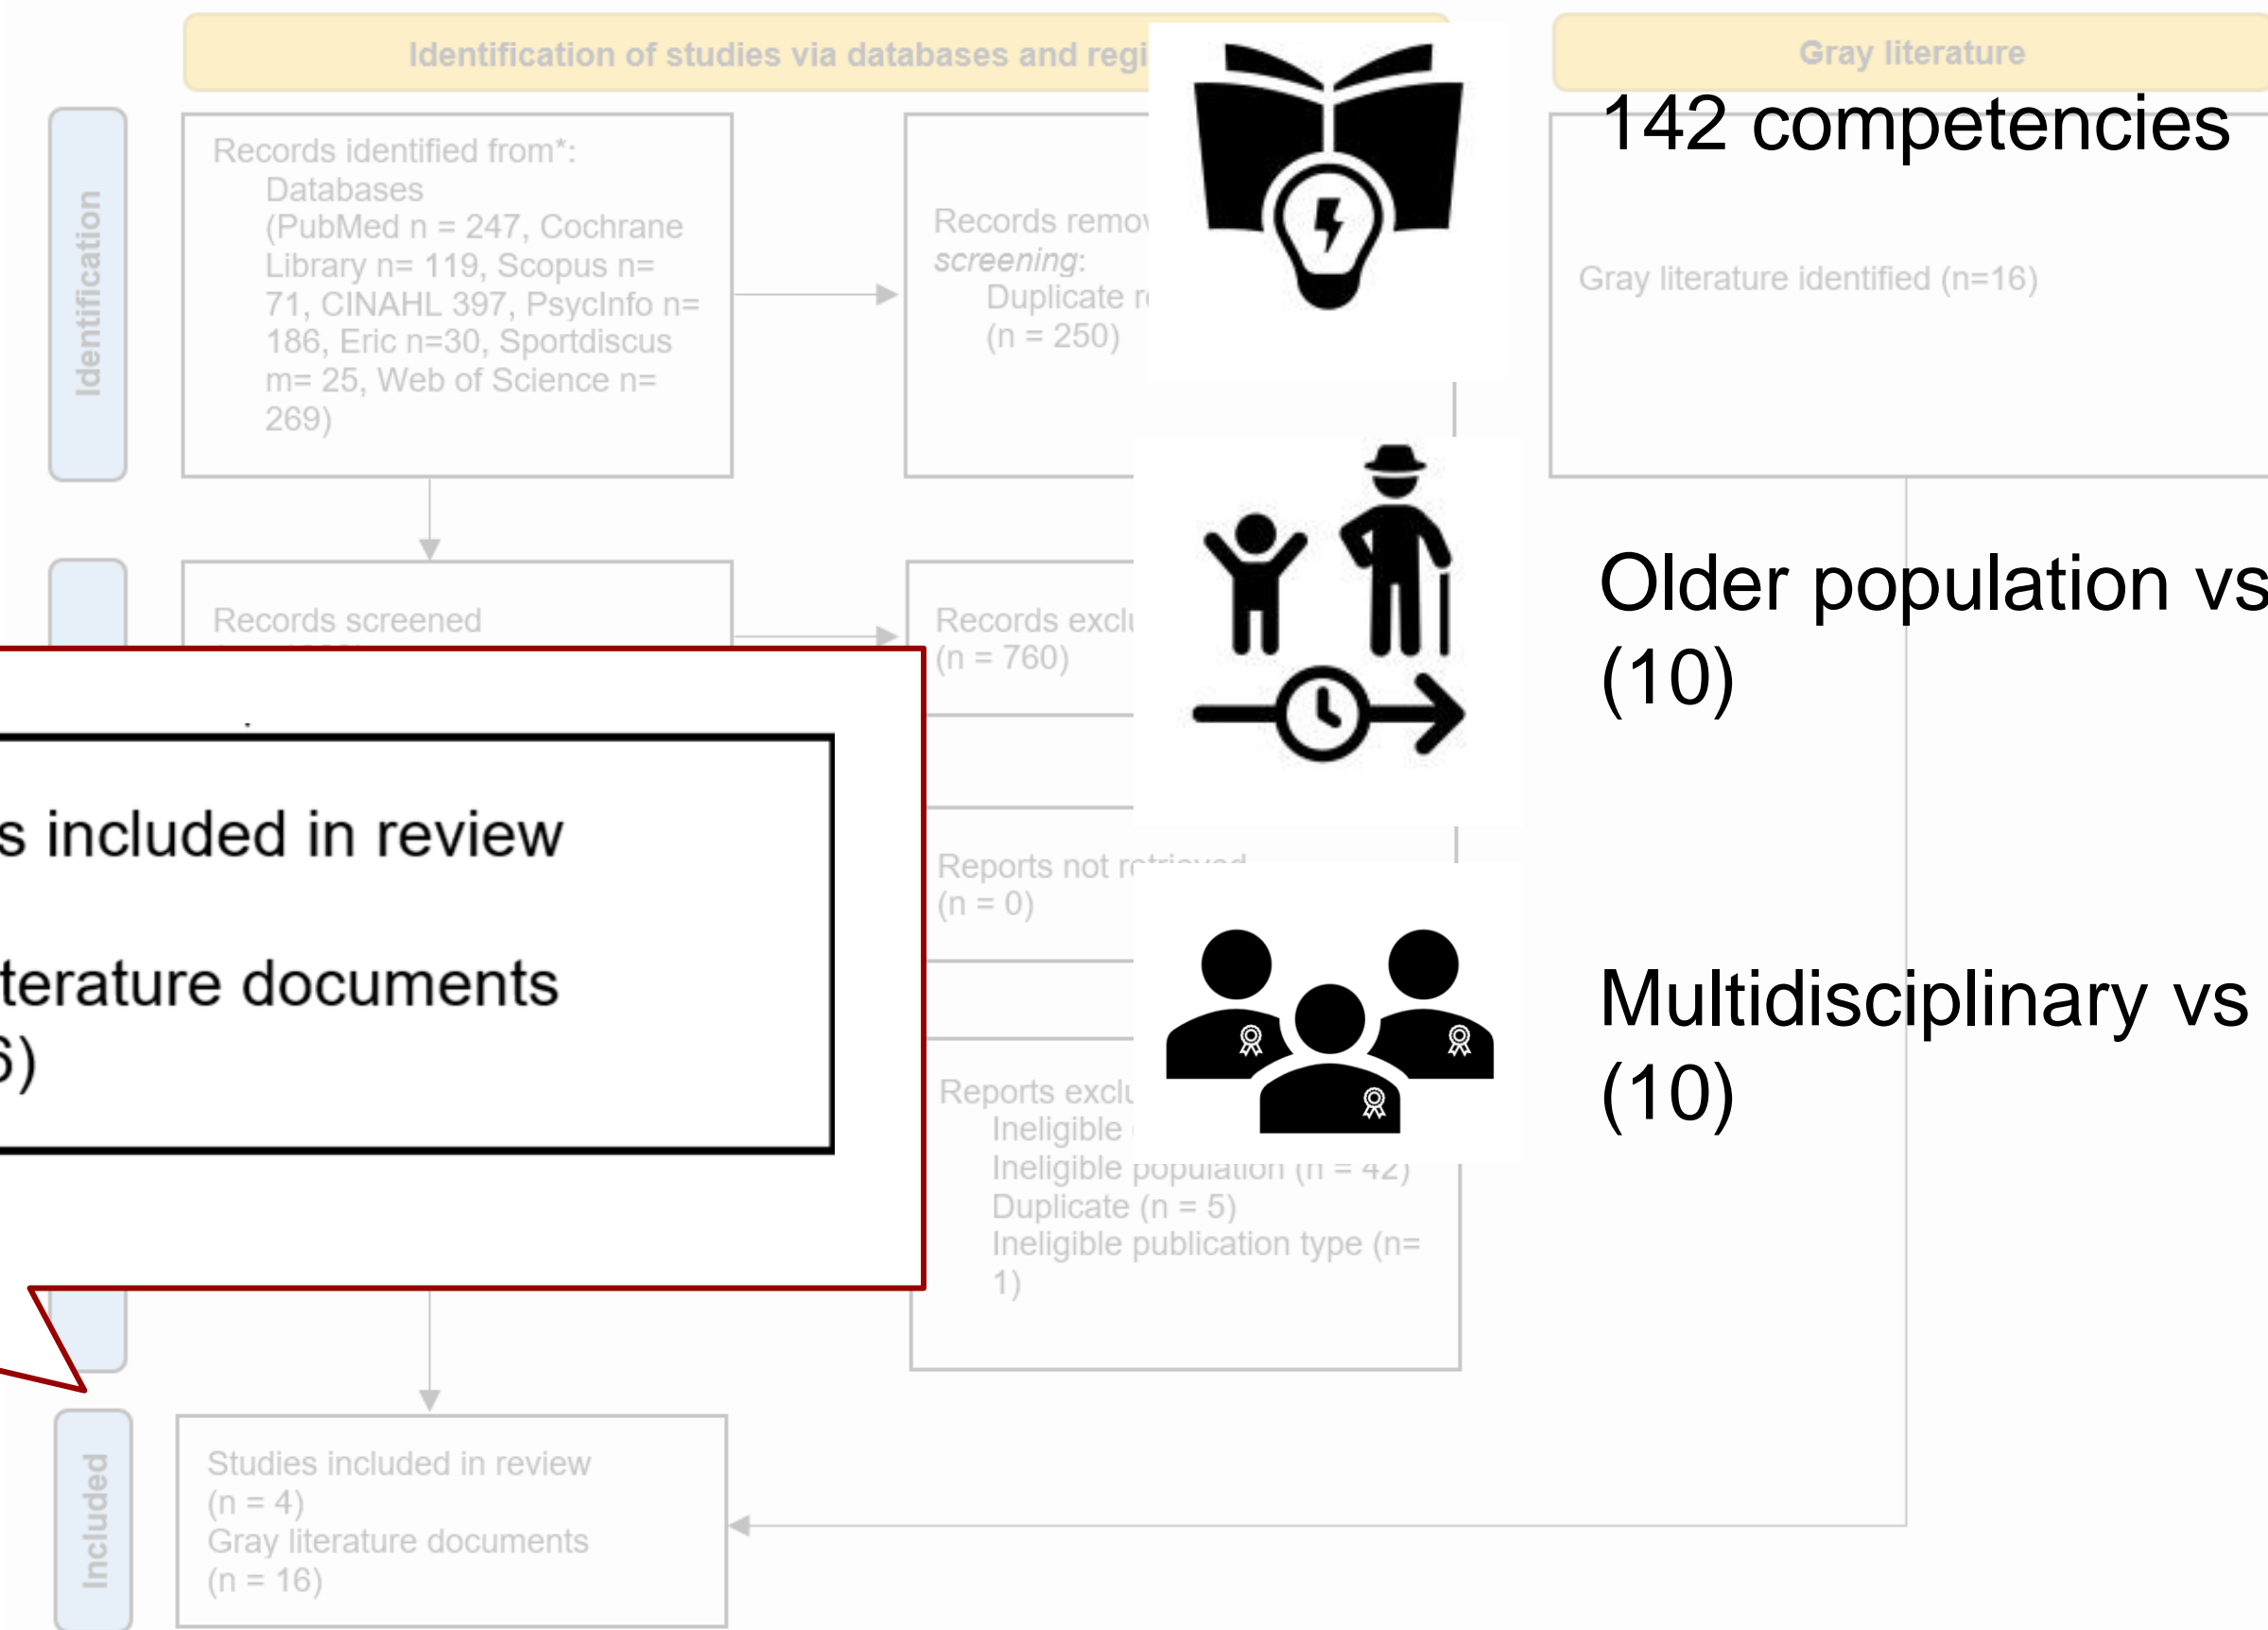 Identification of studies via databases and regi
Gray literature
142 competencies
Identification
Records identified from*:
Databases
(PubMed n = 247, Cochrane
Library n= 119, Scopus n=
71, CINAHL 397, PsycInfo n=
186, Eric n=30, Sportdiscus
m= 25, Web of Science n=
269)
Records remov
screening:
Duplicate r
(n = 250)
Gray literature identified (n=16)
Records screened
Records exclu
(n = 760)
Older population vs
(10)
s included in review
terature documents
6)
Reports not retrieved
(n = 0)
Multidisciplinary vs
(10)
Reports exclu
Ineligible
Ineligible population (n = 42)
Duplicate (n = 5)
Ineligible publication type (n=
1)
Included
Studies included in review
(n = 4)
Gray literature documents
(n = 16)